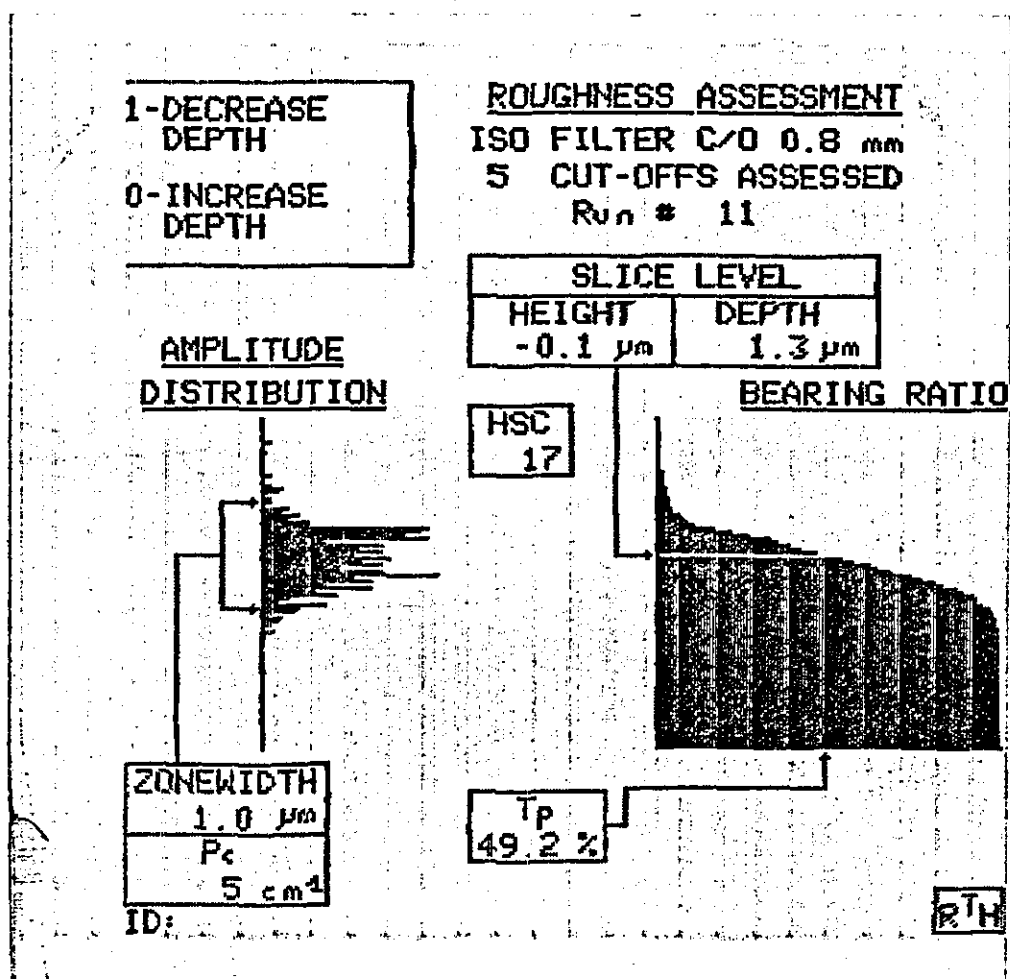 1-DECREASE
DEPTH
0-INCREASE
DEPTH
ROUGHNESS ASSESSMENT
ISO FILTER C/O 0.8 mm
5 CUT-OFFS ASSESSED
Run # 11
SLICE LEVEL
HEIGHT DEPTH
-0.1 µm 1.3 µm
AMPLITUDE
DISTRIBUTION
BEARING RATIO
HSC
17
ZONEWIDTH
1.0 µm
Pc
5 cm-1
Tp
49.2 %
ID:
RTH